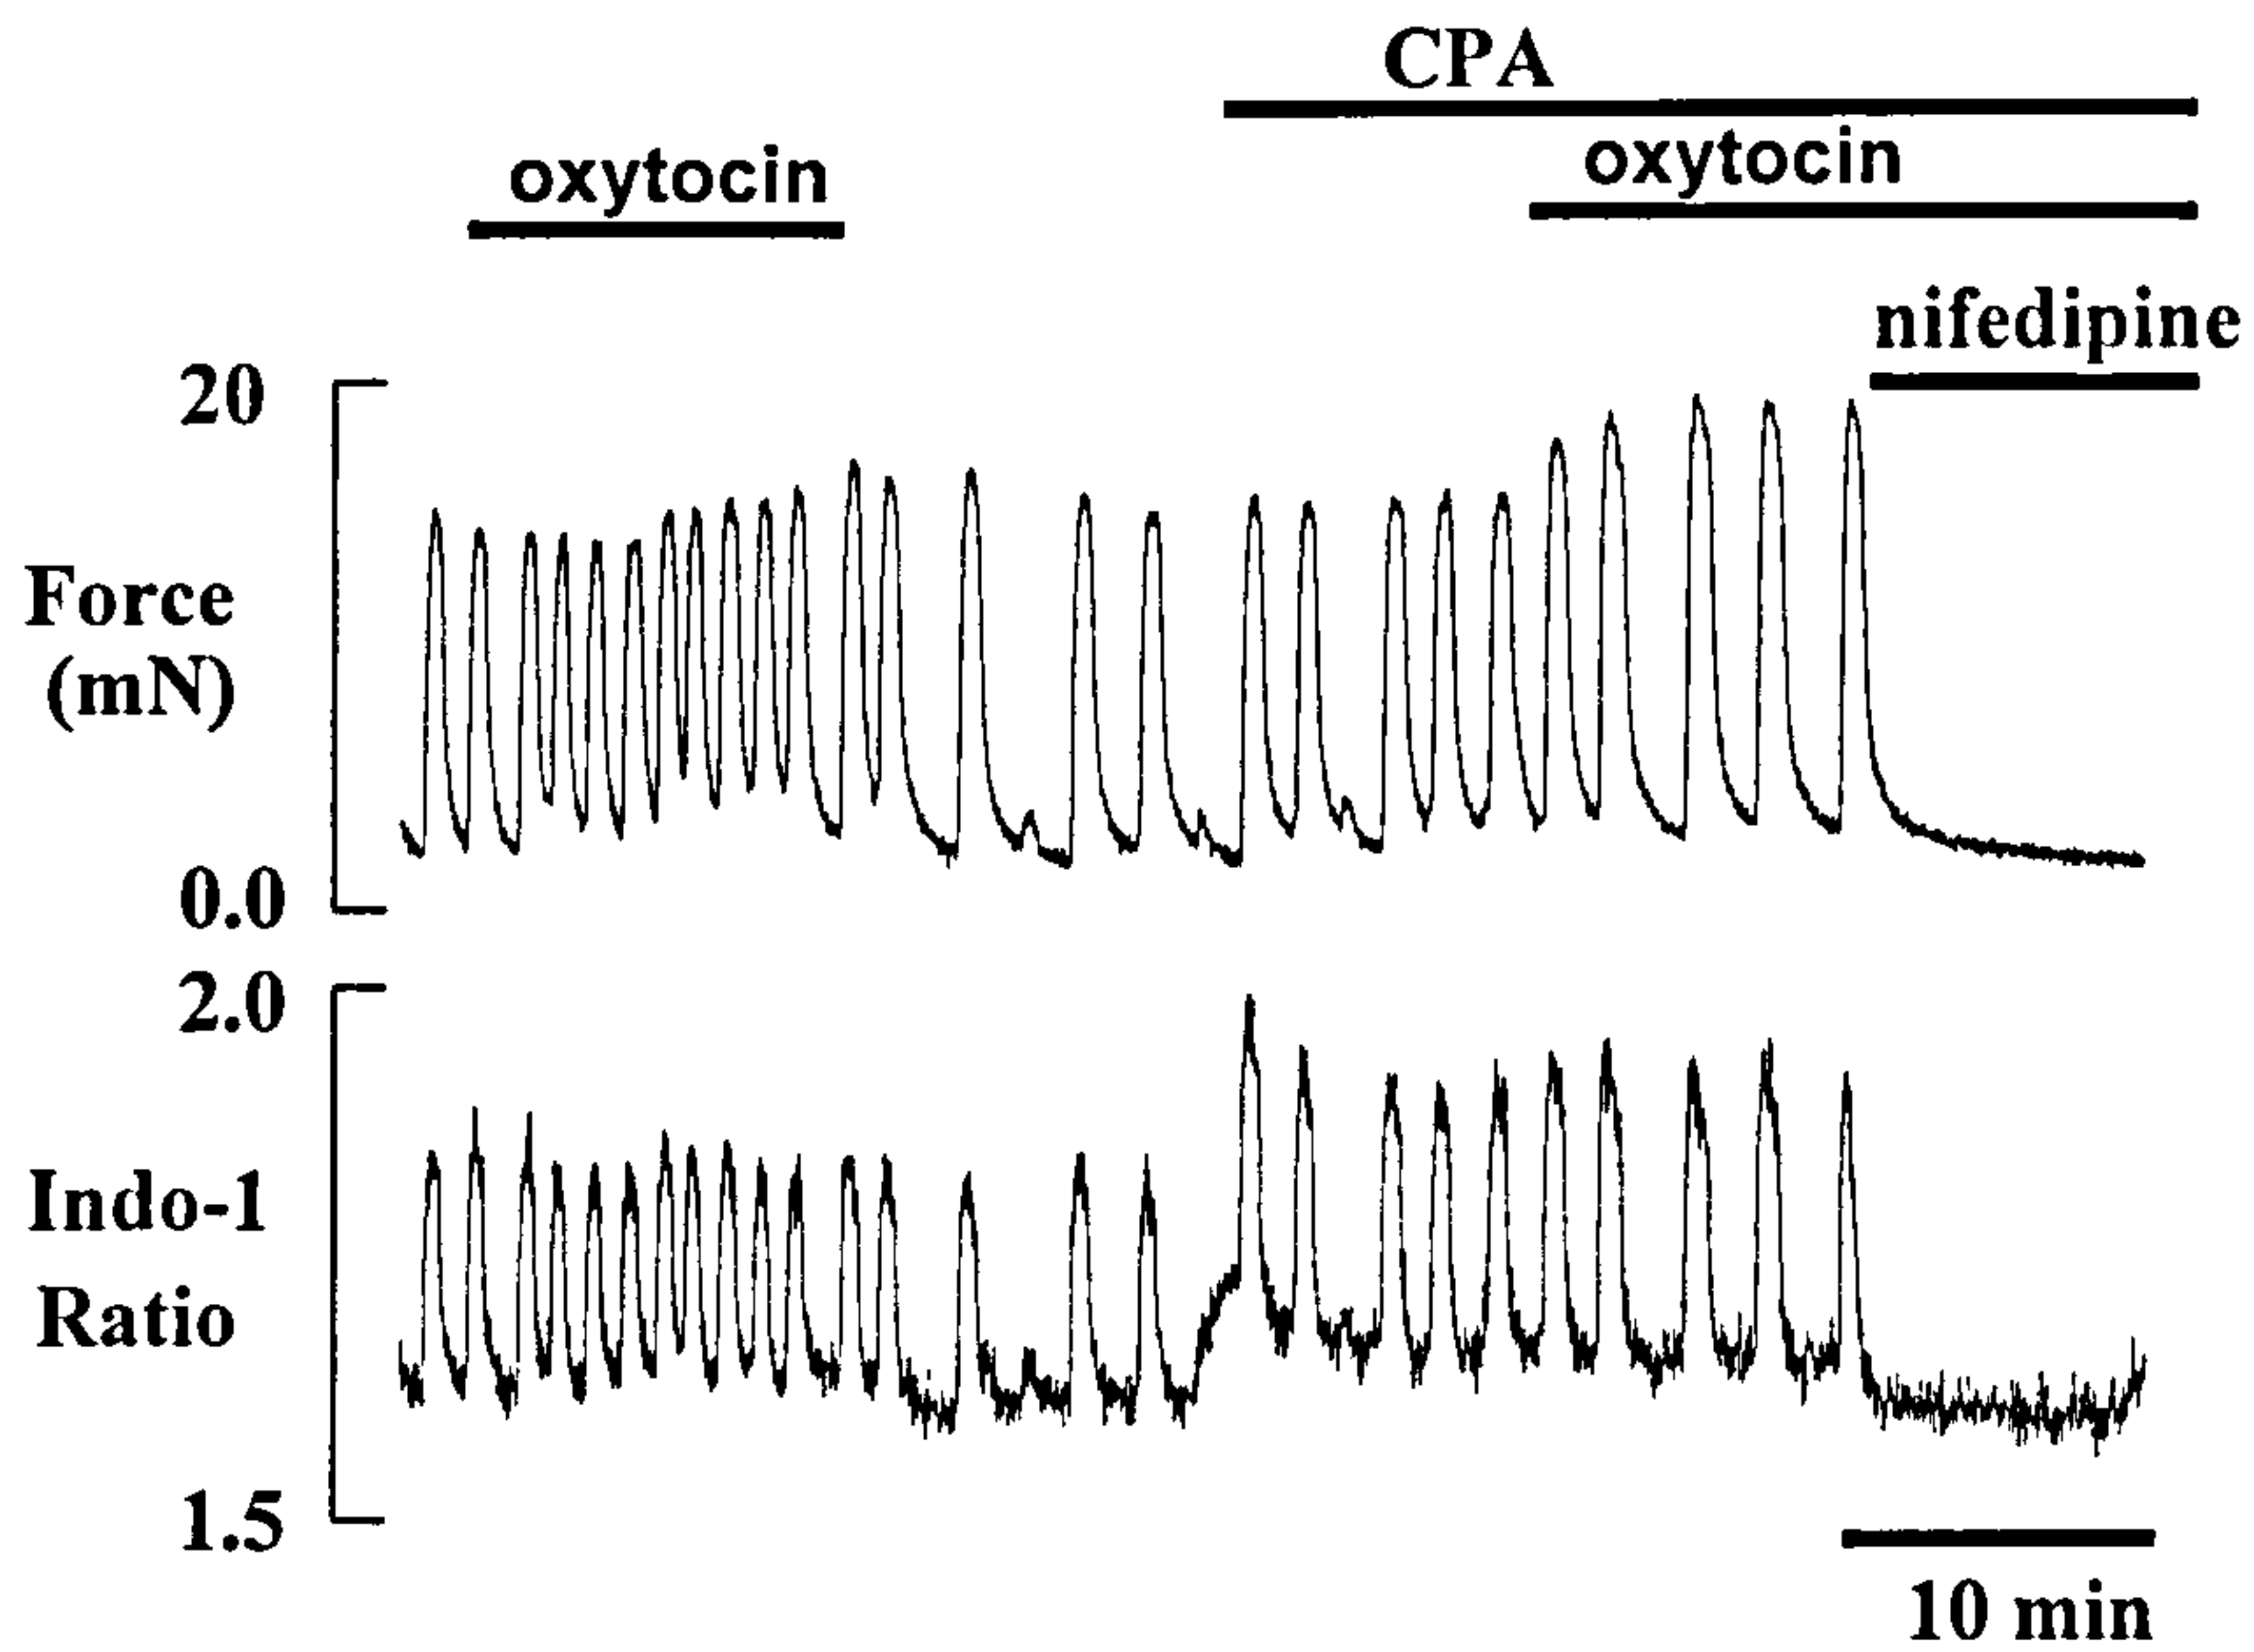 CPA
oxytocin
oxytocin
nifedipine
20
Force
(mN)
0.0
2.0
Indo-1
Ratio
1.5
10 min